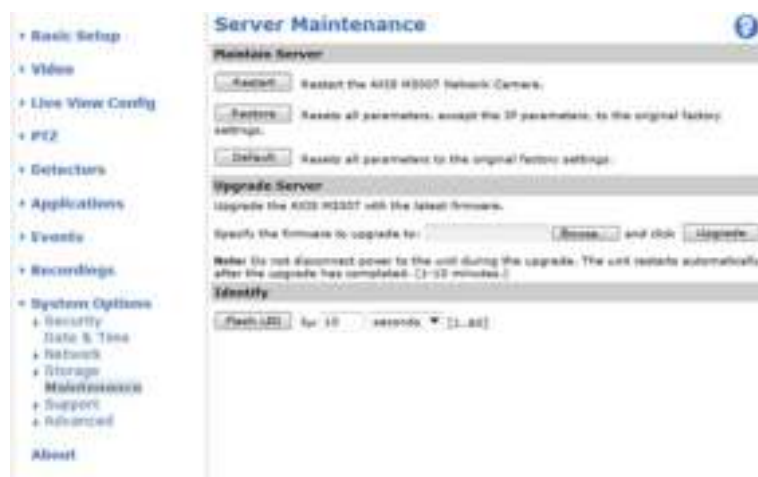 Basic Setup
Video
Live View Config
PTZ
Detectors
Applications
Events
Recordings
System Options
Security
Date & Time
Network
Storage
Maintenance
Support
Advanced
About
Server Maintenance
Maintain Server
Restart Restart the AXIS M3007 Network Camera.
Restore Resets all parameters, except the IP parameters, to the original factory
settings.
Default Resets all parameters to the original factory settings.
Upgrade Server
Upgrade the AXIS M3007 with the latest firmware.
Specify the firmware to upgrade to: Browse... and click Upgrade
Note: Do not disconnect power to the unit during the upgrade. The unit restarts automatically
after the upgrade has completed. (1-10 minutes.)
Identify
Flash LED for 10 seconds [1..60]